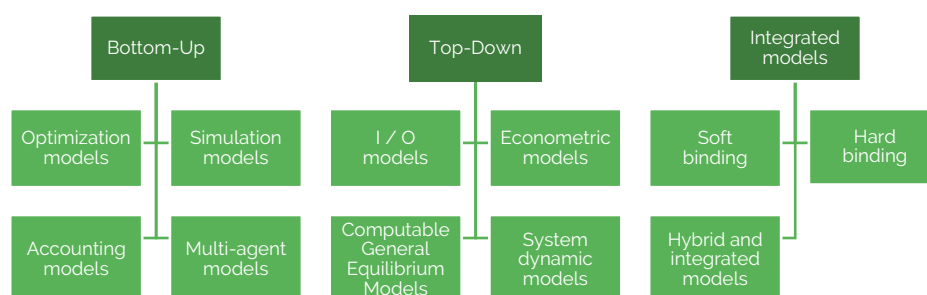 Bottom-Up
Optimization
models
Simulation
models
Accounting
models
Multi-agent
models
Top-Down
I / O
models
Econometric
models
Computable
General
Equilibrium
Models
System
dynamic
models
Integrated
models
Soft
binding
Hard
binding
Hybrid and
integrated
models